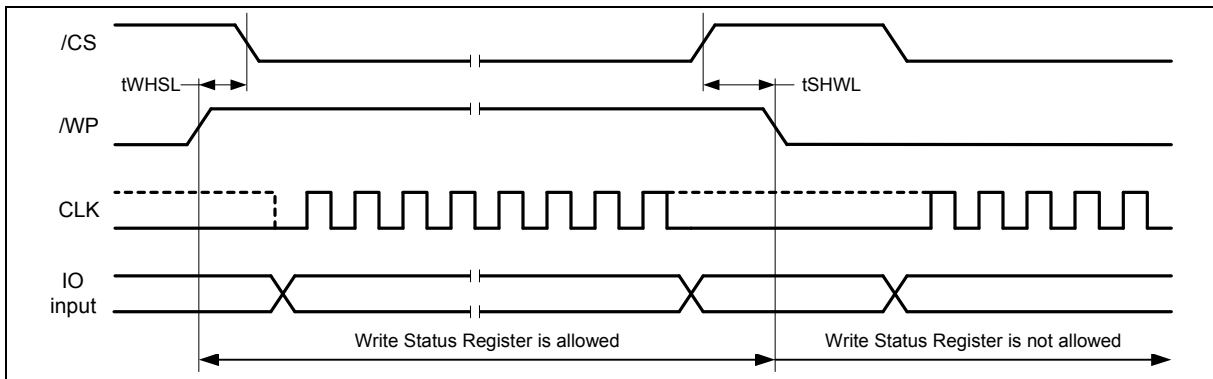 /CS
tWHSL
tSHWL
/WP
CLK
IO
input
Write Status Register is allowed
Write Status Register is not allowed